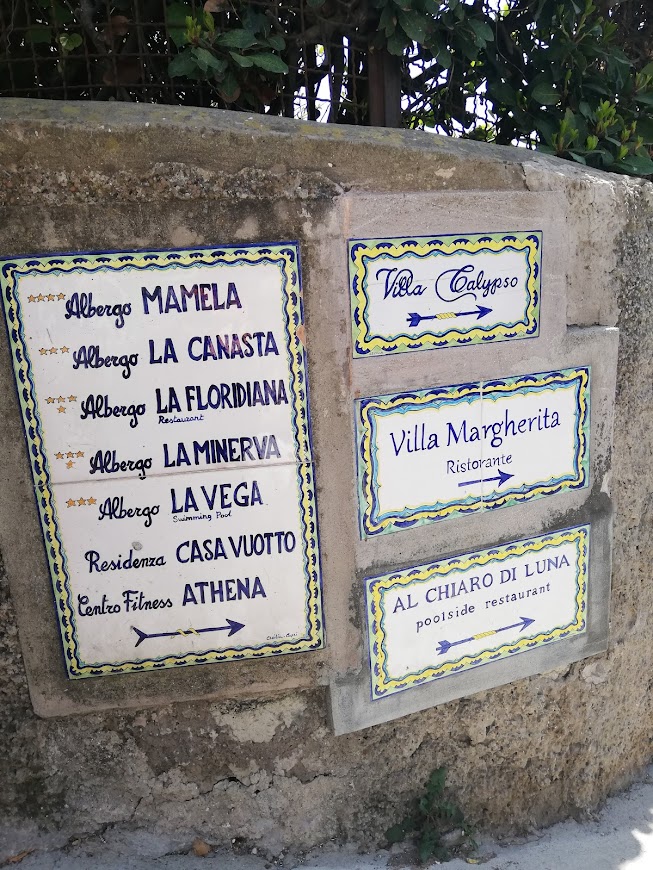 Albergo MAMELA
Albergo LA CANASTA
Albergo LA FLORIDIANA
Restaurant
Albergo LA MINERVA
Albergo LA VEGA
Swimming Pool
Residenza CASA VUOTTO
Centro Fitness ATHENA
Villa Calypso
Villa Margherita
Ristorante
AL CHIARO DI LUNA
poolside restaurant